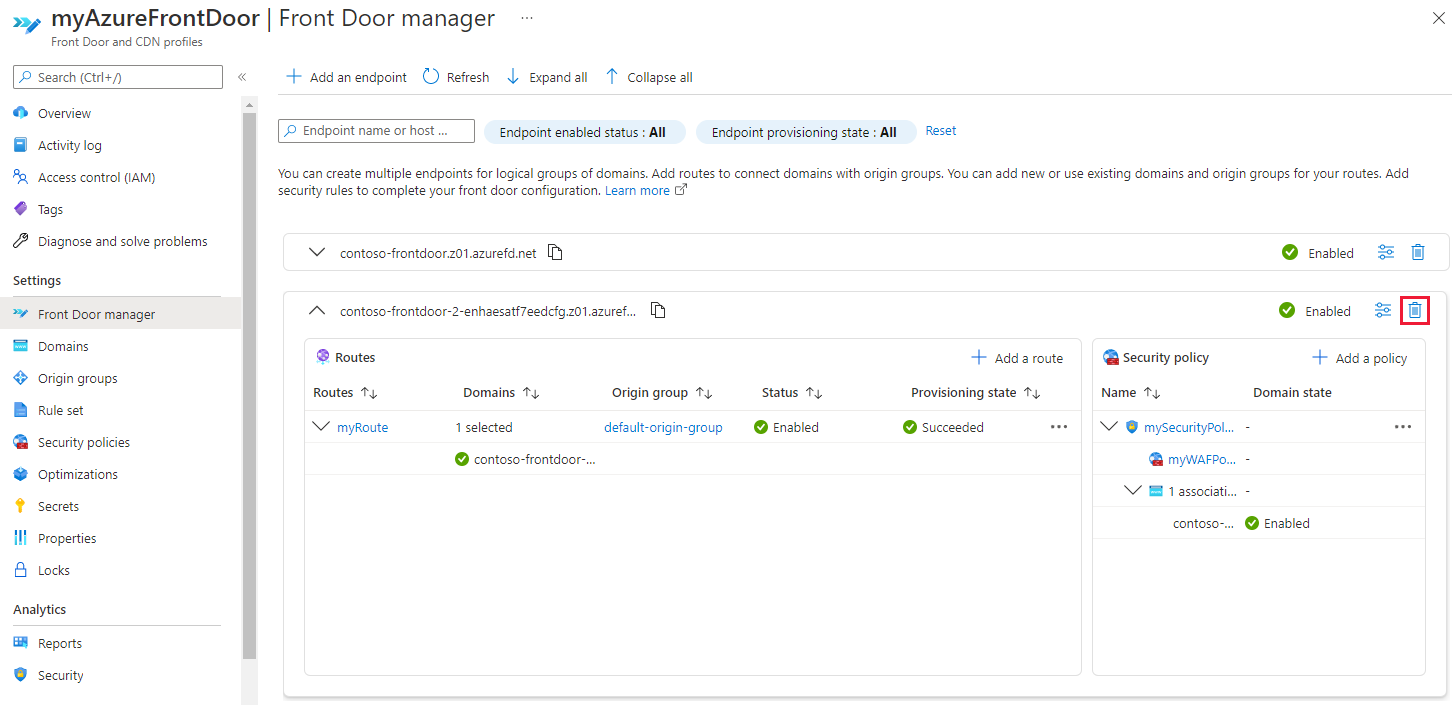 myAzureFrontDoor | Front Door manager ...
Front Door and CDN profiles
Search (Ctrl+/)
«
Overview
Activity log
Access control (IAM)
Tags
Diagnose and solve problems
Settings
Front Door manager
Domains
Origin groups
Rule set
Security policies
Optimizations
Secrets
Properties
Locks
Analytics
Reports
Security
Add an endpoint Refresh Expand all Collapse all
Endpoint name or host ... Endpoint enabled status : All Endpoint provisioning state : All Reset
You can create multiple endpoints for logical groups of domains. Add routes to connect domains with origin groups. You can add new or use existing domains and origin groups for your routes. Add
security rules to complete your front door configuration. Learn more
contoso-frontdoor.z01.azurefd.net Enabled
contoso-frontdoor-2-enhaesatf7eedcfg.z01.azuref... Enabled
Routes Add a route
Routes Domains Origin group Status Provisioning state
myRoute 1 selected default-origin-group Enabled Succeeded ...
contoso-frontdoor-...
Security policy Add a policy
Name Domain state
mySecurityPol... - ...
myWAFPo... -
1 associati... -
contoso-... Enabled